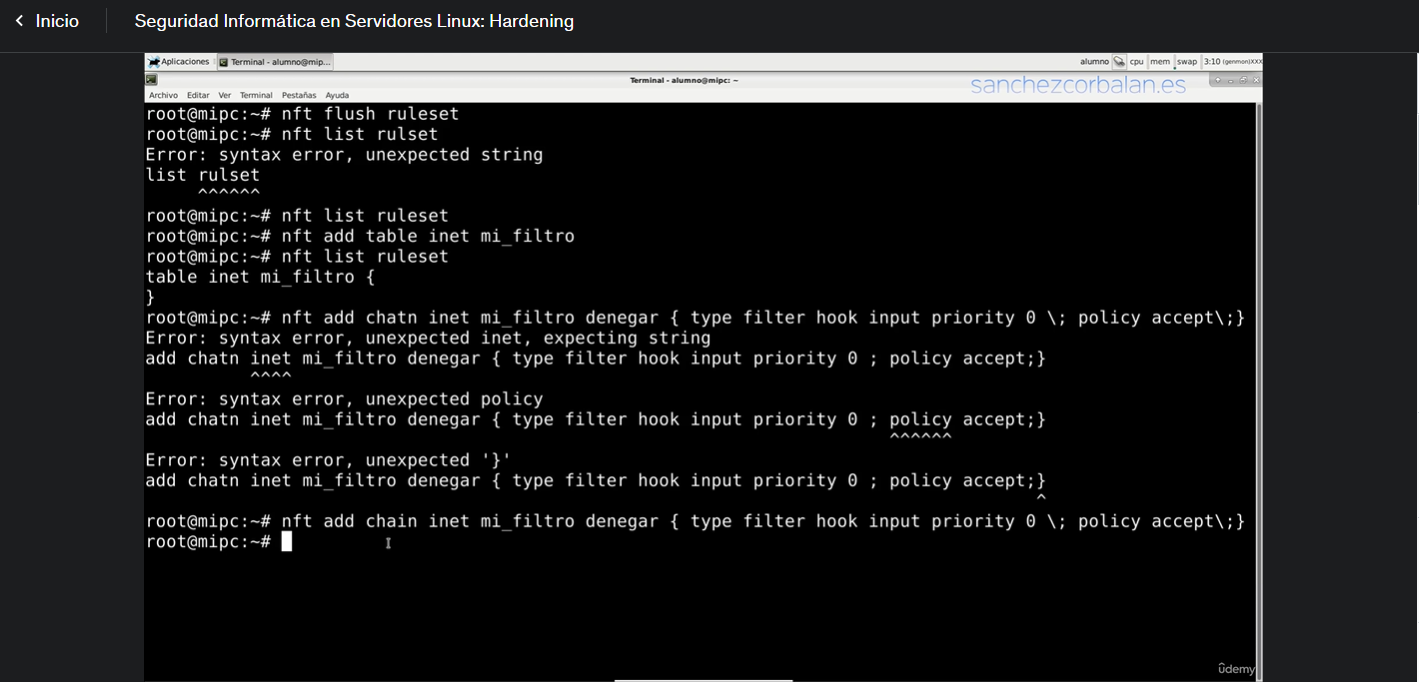 Inicio
Seguridad Informática en Servidores Linux: Hardening
Aplicaciones
Terminal - alumno@mip...
alumno
cpu
mem
swap
3:10 (genmon)XXX
Terminal - alumno@mipc: ~
sanchezcorbalan.es
Archivo Editar Ver Terminal Pestañas Ayuda
root@mipc:~# nft flush ruleset
root@mipc:~# nft list rulset
Error: syntax error, unexpected string
list rulset
^^^^^^
root@mipc:~# nft list ruleset
root@mipc:~# nft add table inet mi_filtro
root@mipc:~# nft list ruleset
table inet mi_filtro {
}
root@mipc:~# nft add chatn inet mi_filtro denegar { type filter hook input priority 0 \; policy accept\;}
Error: syntax error, unexpected inet, expecting string
add chatn inet mi_filtro denegar { type filter hook input priority 0 ; policy accept;}
^^^^
Error: syntax error, unexpected policy
add chatn inet mi_filtro denegar { type filter hook input priority 0 ; policy accept;}
^^^^^^
Error: syntax error, unexpected '}'
add chatn inet mi_filtro denegar { type filter hook input priority 0 ; policy accept;}
^
root@mipc:~# nft add chain inet mi_filtro denegar { type filter hook input priority 0 \; policy accept\;}
root@mipc:~#
ûdemy